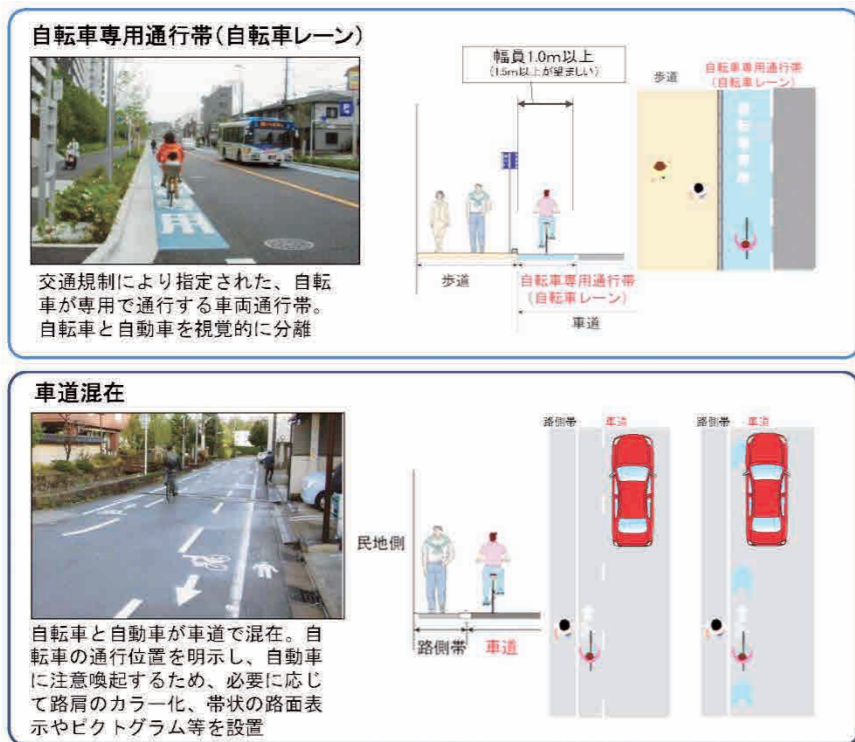 自転車専用通行帯(自転車レーン)
幅員1.0m以上
(1.5m以上が望ましい)
歩道
自転車専用通行帯
(自転車レーン)
自転車専用
用
歩道
自転車専用通行帯
(自転車レーン)
車道
交通規制により指定された、自転
車が専用で通行する車両通行帯。
自転車と自動車を視覚的に分離
車道混在
路側帯
車道
路側帯
車道
民地側
路側帯
車道
自転車と自動車が車道で混在。自
転車の通行位置を明示し、自動車
に注意喚起するため、必要に応じ
て路肩のカラー化、帯状の路面表
示やピクトグラム等を設置